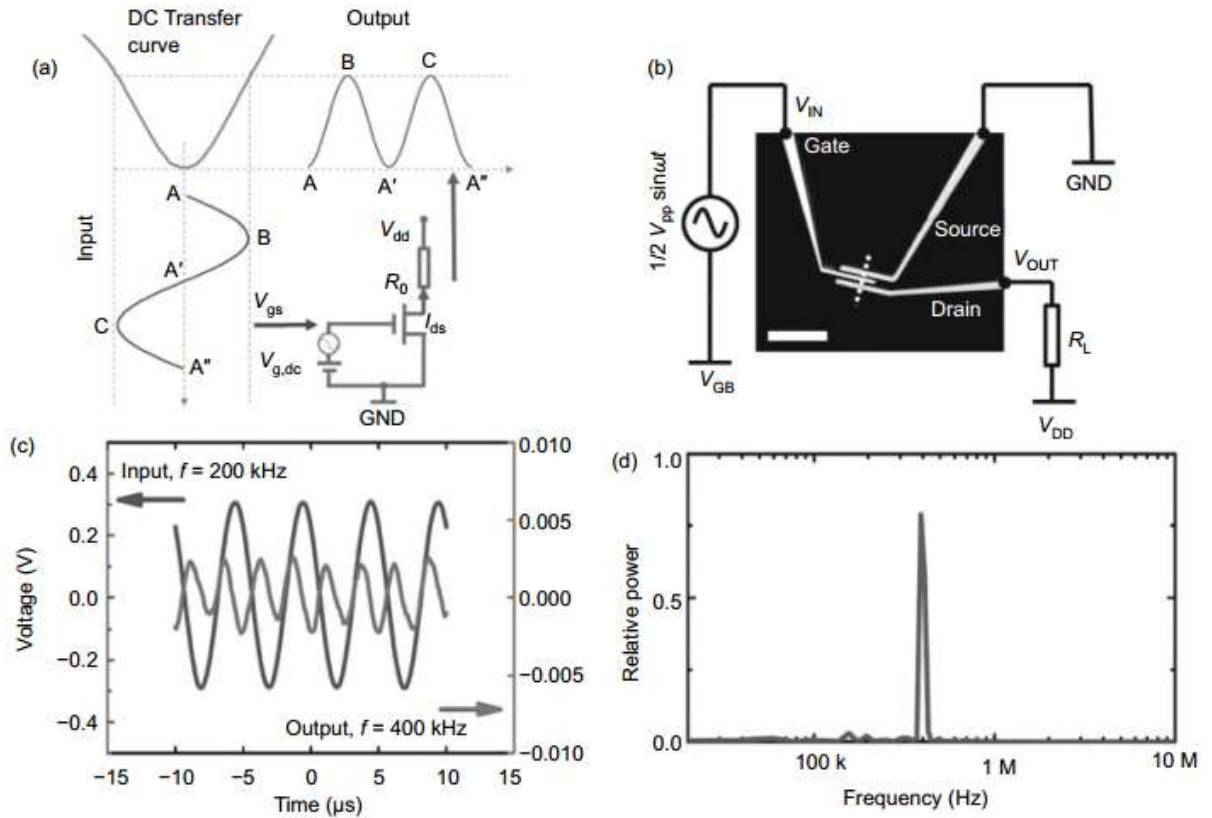 DC Transfer
curve
Output
(a)
B
C
A
A′
A″
Input
A
B
A′
C
A″
V_dd
R_0
V_gs
I_ds
V_g,dc
GND
(b)
V_IN
Gate
GND
1/2 V_pp sinωt
Source
V_OUT
Drain
R_L
V_GB
V_DD
(c)
Input, f = 200 kHz
Output, f = 400 kHz
0.4
0.2
0.0
−0.2
−0.4
0.010
0.005
0.000
−0.005
−0.010
Voltage (V)
−15
−10
−5
0
5
10
15
Time (µs)
(d)
1.0
0.5
0.0
Relative power
100 k
1 M
10 M
Frequency (Hz)